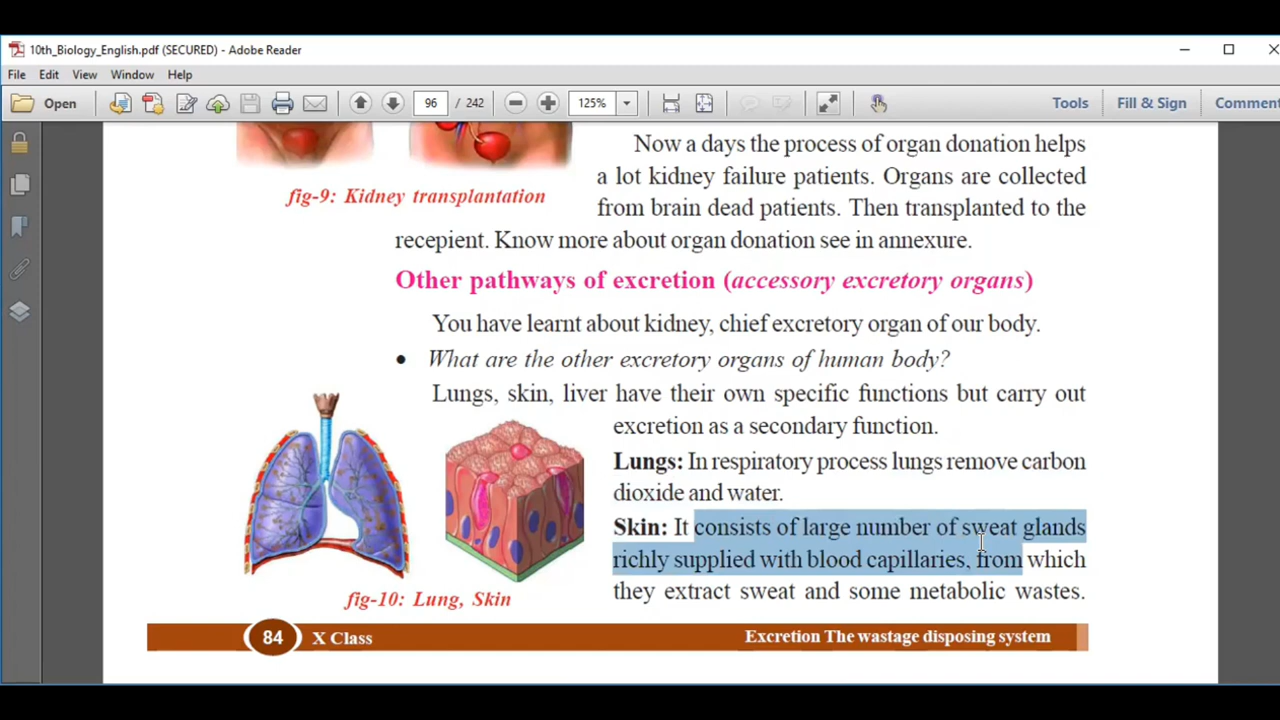 10th_Biology_English.pdf (SECURED) - Adobe Reader
File Edit View Window Help
Open 96 / 242 125% Tools Fill & Sign Comment
Now a days the process of organ donation helps
a lot kidney failure patients. Organs are collected
fig-9: Kidney transplantation
from brain dead patients. Then transplanted to the
recepient. Know more about organ donation see in annexure.
Other pathways of excretion (accessory excretory organs)
You have learnt about kidney, chief excretory organ of our body.
• What are the other excretory organs of human body?
Lungs, skin, liver have their own specific functions but carry out
excretion as a secondary function.
Lungs: In respiratory process lungs remove carbon
dioxide and water.
Skin: It consists of large number of sweat glands
richly supplied with blood capillaries, from which
they extract sweat and some metabolic wastes.
fig-10: Lung, Skin
84 X Class Excretion The wastage disposing system